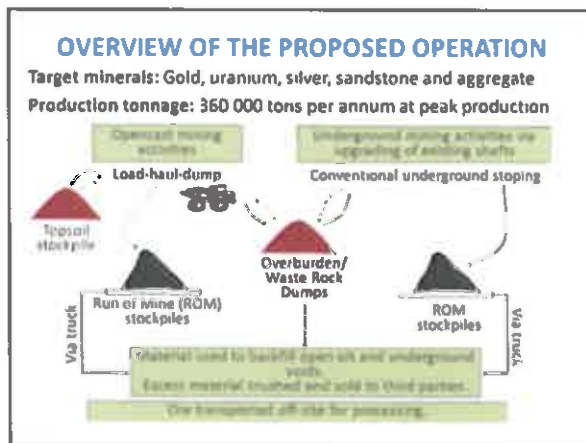 OVERVIEW OF THE PROPOSED OPERATION
Target minerals: Gold, uranium, silver, sandstone and aggregate
Production tonnage: 360 000 tons per annum at peak production
Opencast mining
activities
Underground mining activities via
upgrading of existing shafts
Load-haul-dump
Conventional underground stoping
Topsoil
stockpile
Overburden/
Waste Rock
Dumps
Run of Mine (ROM)
stockpiles
ROM
stockpiles
Via truck
Via truck
Material used to backfill open pit and underground
voids.
Excess material crushed and sold to third parties.
Ore transported off-site for processing.